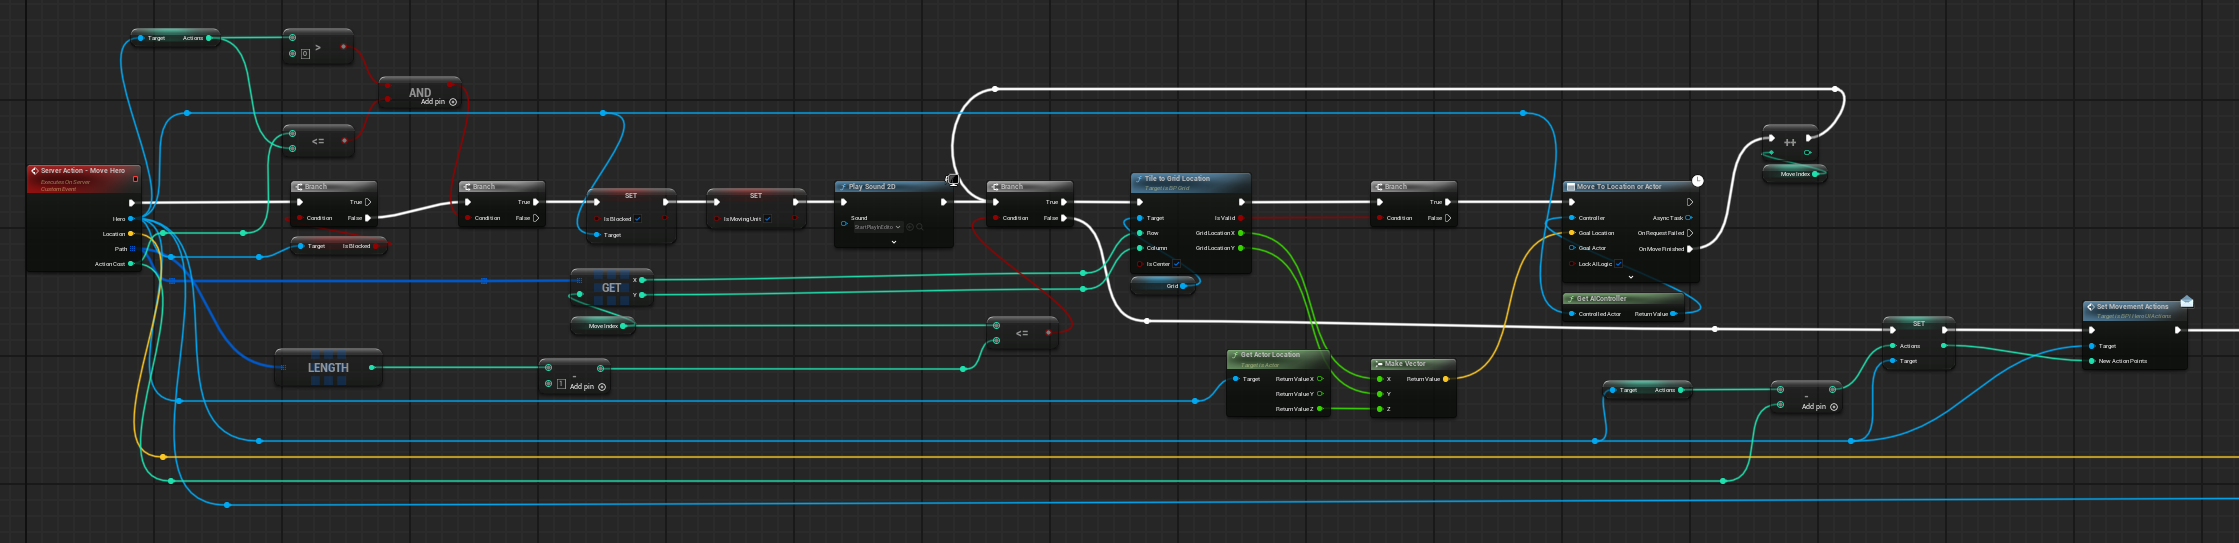 Target Actions
>
0
AND
Add pin
<=
Server Action - Move Hero
Executes On Server
Custom Event
Hero
Location
Path
Action Cost
Branch
True
Condition False
Target Is Blocked
Branch
True
Condition False
SET
Is Blocked
Target
SET
Is Moving Unit
Play Sound 2D
Sound
StartPlayInEdito
Branch
True
Condition False
Tile to Grid Location
Target is BP Grid
Target Is Valid
Row Grid Location X
Column Grid Location Y
Is Center
Grid
Branch
True
Condition False
Move To Location or Actor
Controller Async Task
Goal Location On Request Failed
Goal Actor On Move Finished
Lock AI Logic
Get AIController
Controlled Actor Return Value
++
Move Index
GET
X
Y
Move Index
<=
LENGTH
-
1
Add pin
Get Actor Location
Target is Actor
Target Return Value X
Return Value Y
Return Value Z
Make Vector
X Return Value
Y
Z
Target Actions
-
Add pin
SET
Actions
Target
Set Movement Actions
Target
New Action Points